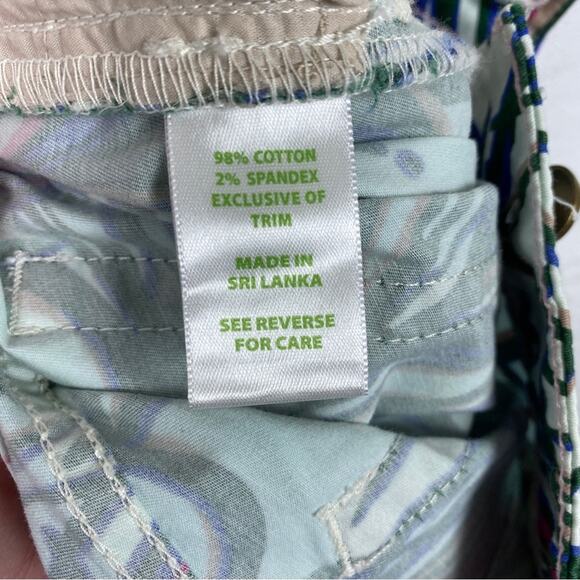 98% COTTON
2% SPANDEX
EXCLUSIVE OF
TRIM
MADE IN
SRI LANKA
SEE REVERSE
FOR CARE